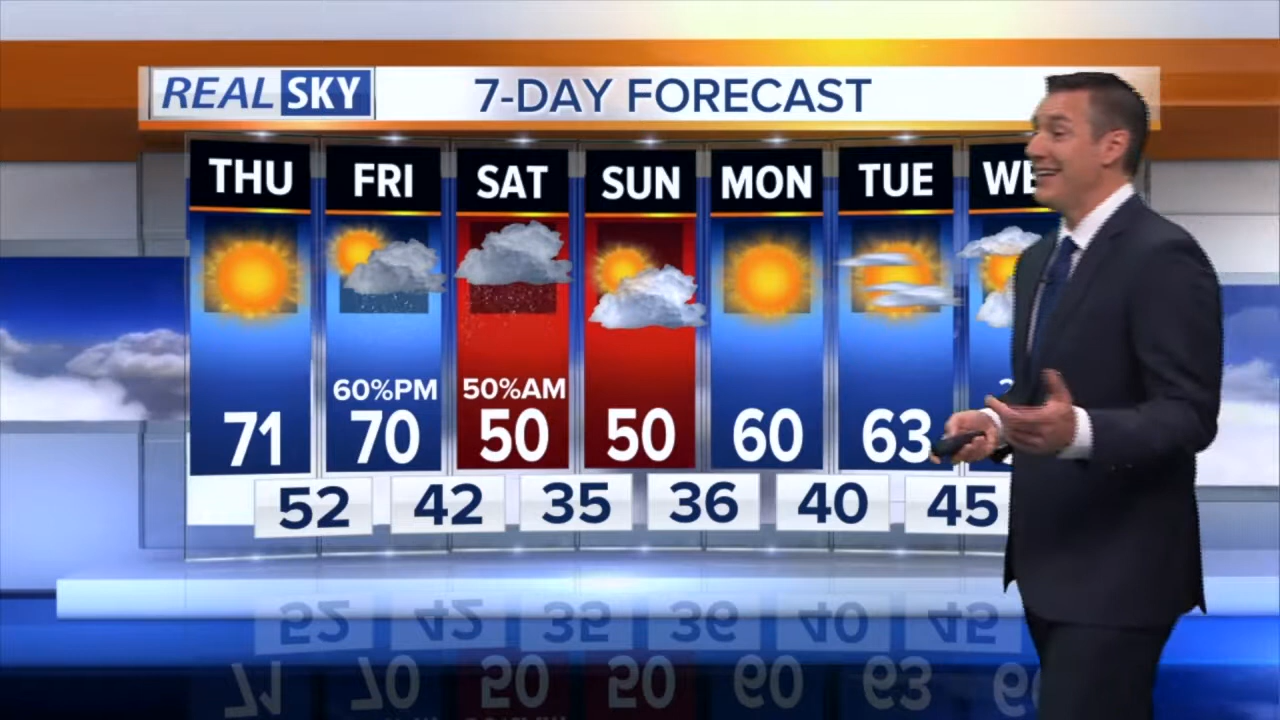 REAL SKY
7-DAY FORECAST
THU FRI SAT SUN MON TUE
60%PM 50%AM
71 70 50 50 60 63
52 42 35 36 40 45